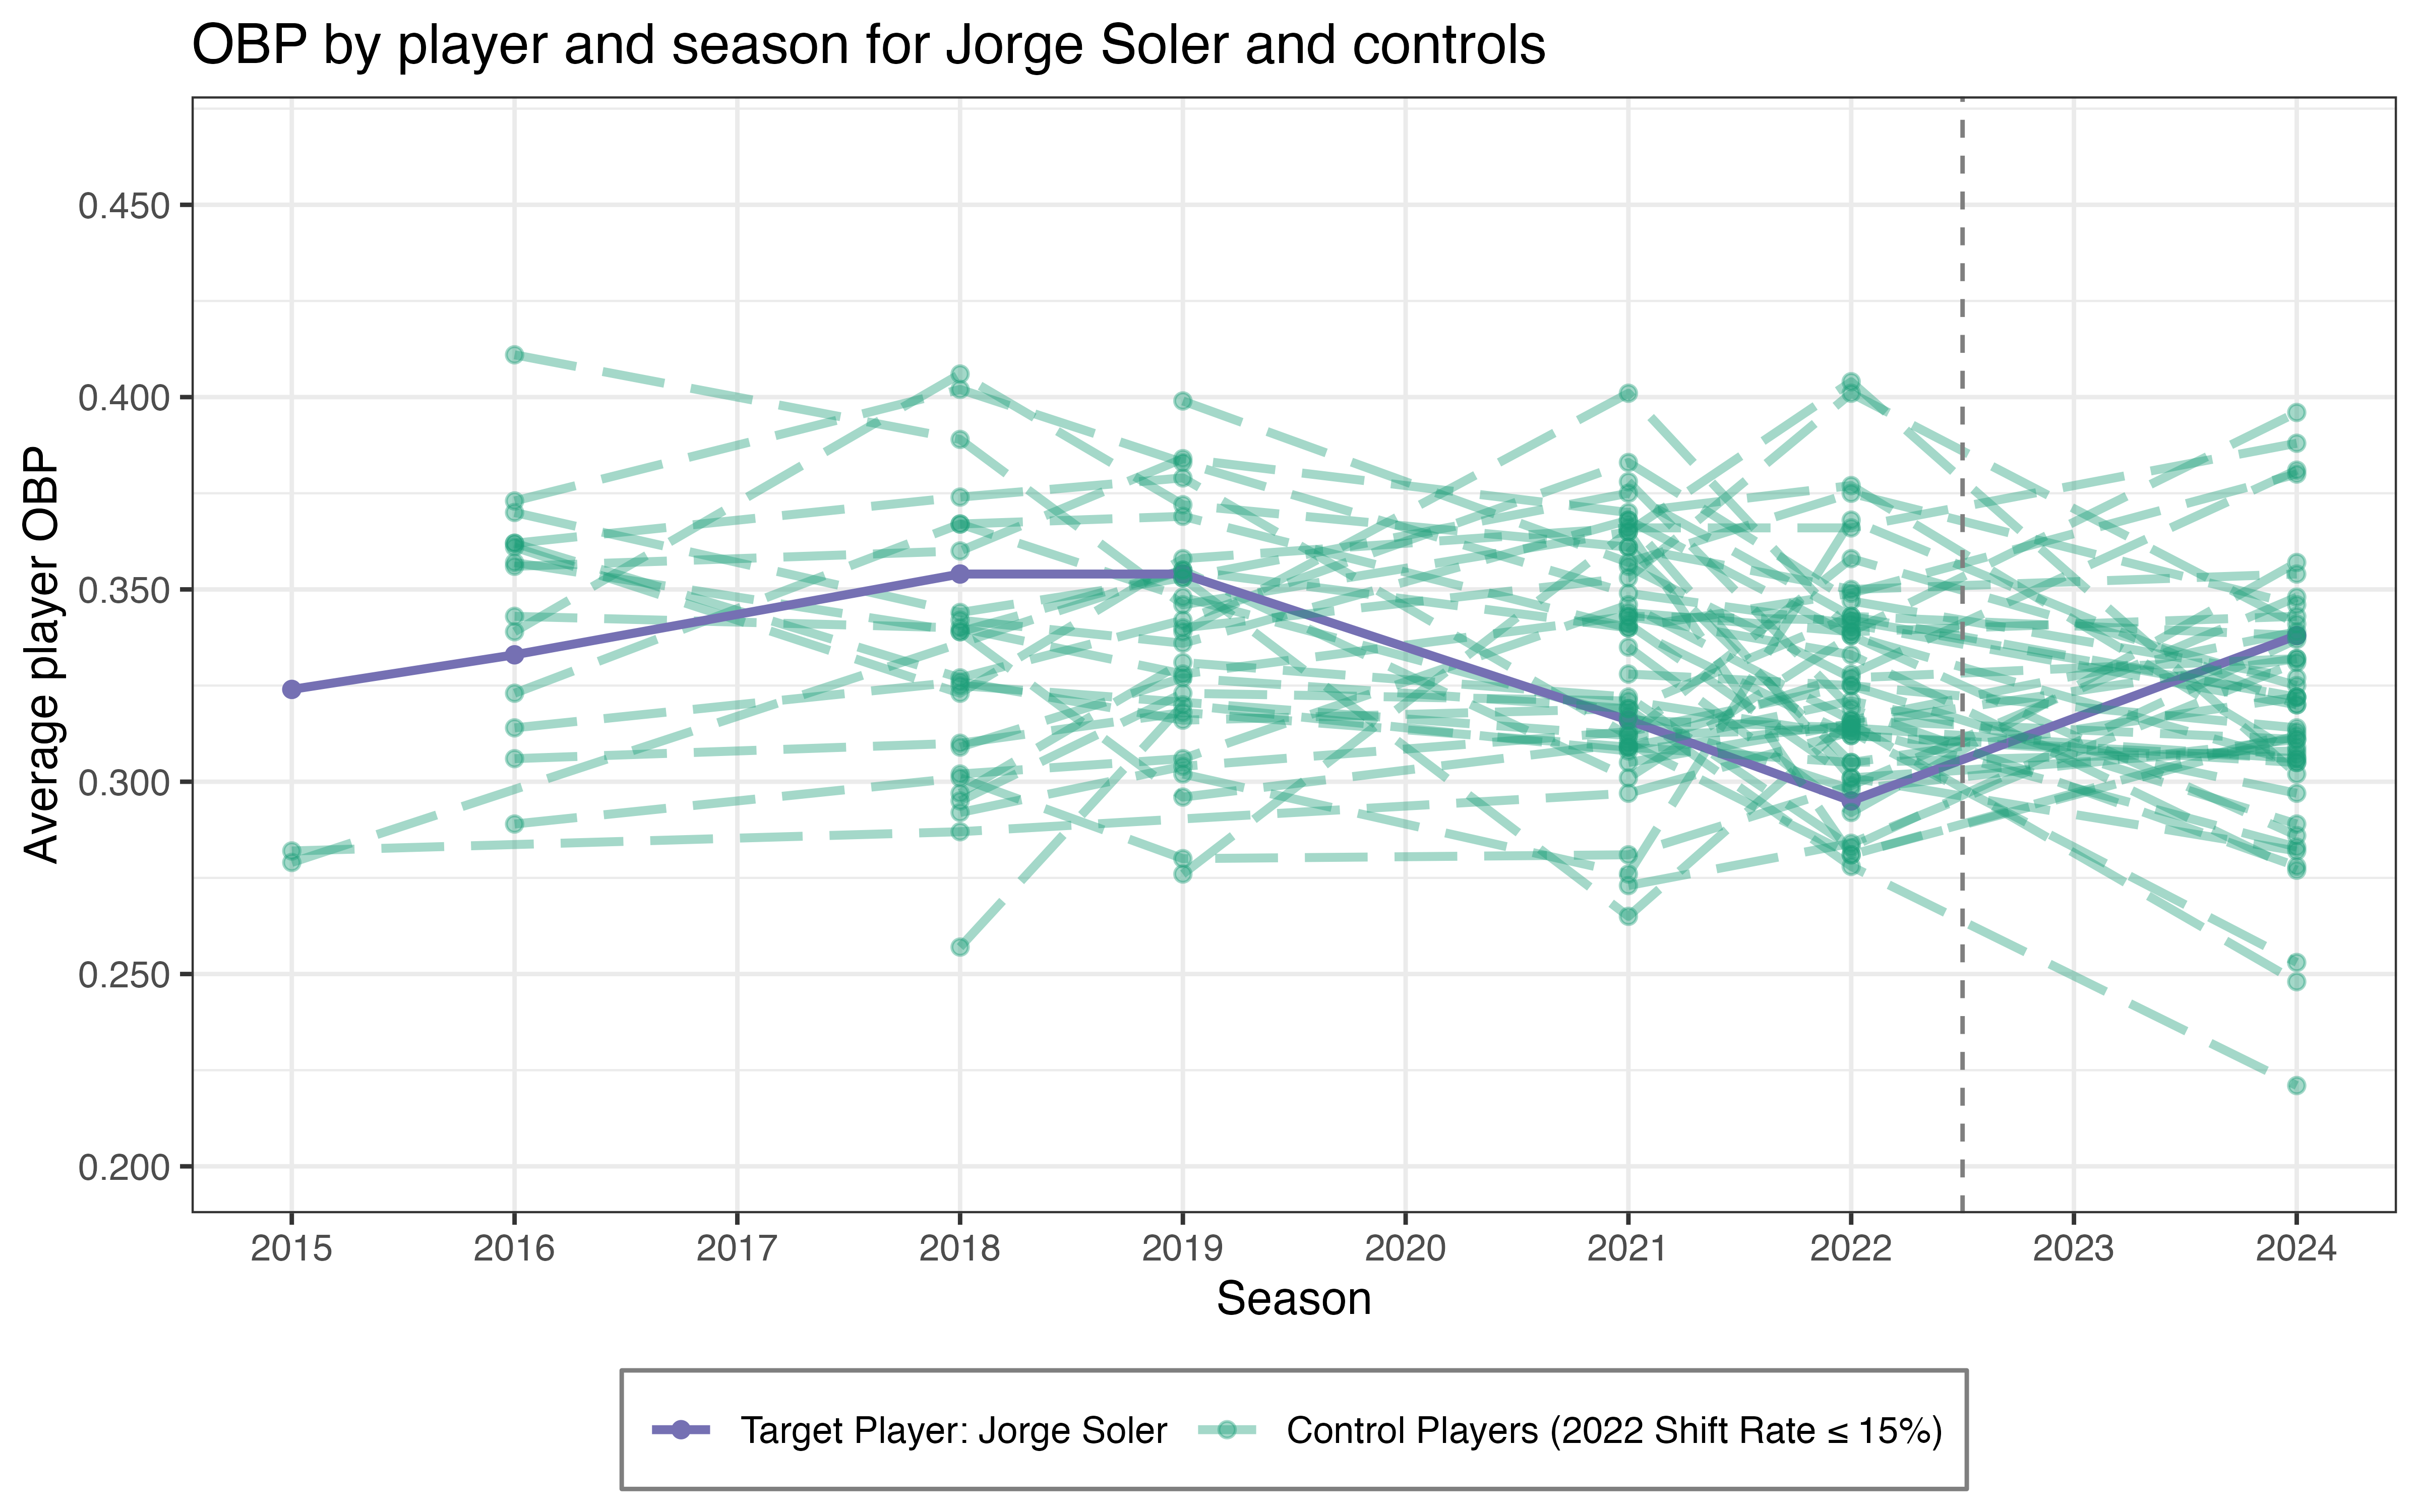 OBP by player and season for Jorge Soler and controls
Average player OBP
0.450
0.400
0.350
0.300
0.250
0.200
2015 2016 2017 2018 2019 2020 2021 2022 2023 2024
Season
Target Player: Jorge Soler Control Players (2022 Shift Rate ≤ 15%)